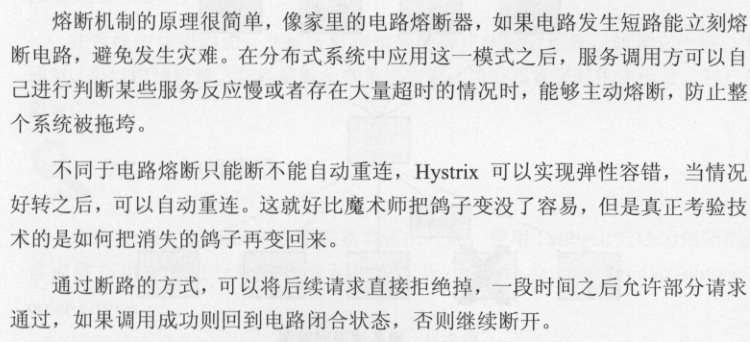 熔断机制的原理很简单，像家里的电路熔断器，如果电路发生短路能立刻熔
断电路，避免发生灾难。在分布式系统中应用这一模式之后，服务调用方可以自
己进行判断某些服务反应慢或者存在大量超时的情况时，能够主动熔断，防止整
个系统被拖垮。
不同于电路熔断只能断不能自动重连，Hystrix 可以实现弹性容错，当情况
好转之后，可以自动重连。这就好比魔术师把鸽子变没了容易，但是真正考验技
术的是如何把消失的鸽子再变回来。
通过断路的方式，可以将后续请求直接拒绝掉，一段时间之后允许部分请求
通过，如果调用成功则回到电路闭合状态，否则继续断开。